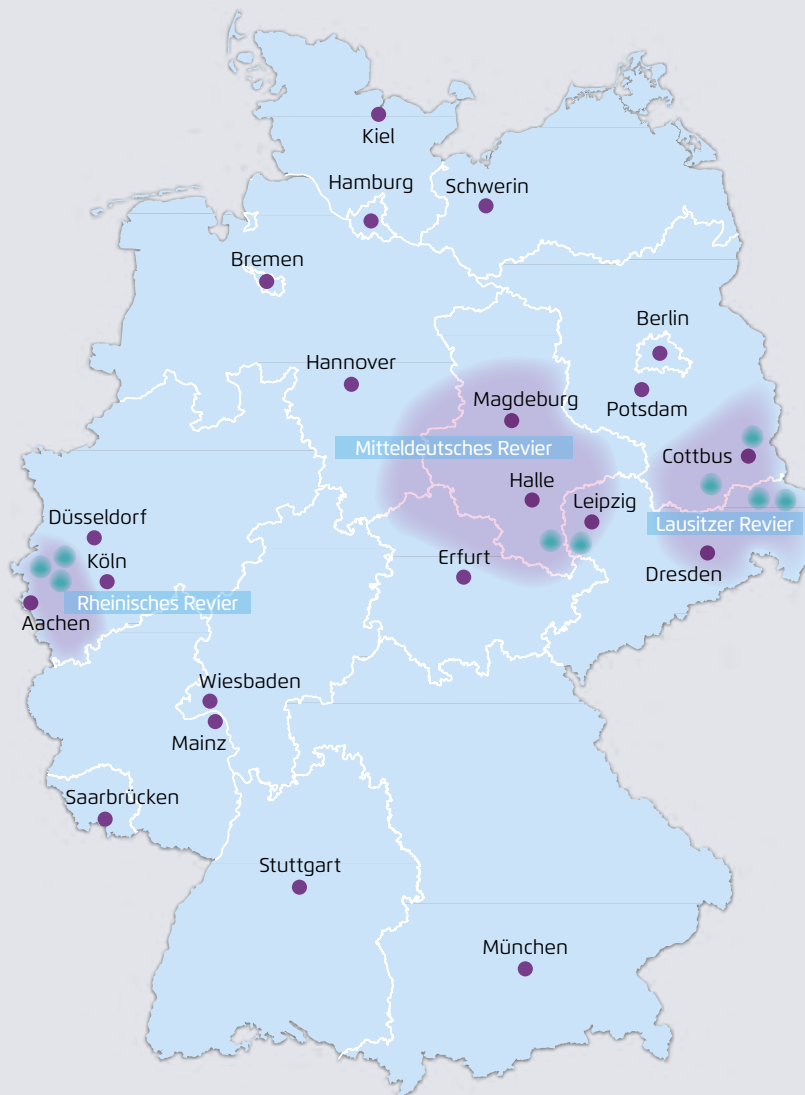 Kiel
Hamburg
Schwerin
Bremen
Berlin
Hannover
Magdeburg
Potsdam
Mitteldeutsches Revier
Cottbus
Halle
Leipzig
Düsseldorf
Lausitzer Revier
Köln
Erfurt
Dresden
Rheinisches Revier
Aachen
Wiesbaden
Mainz
Saarbrücken
Stuttgart
München